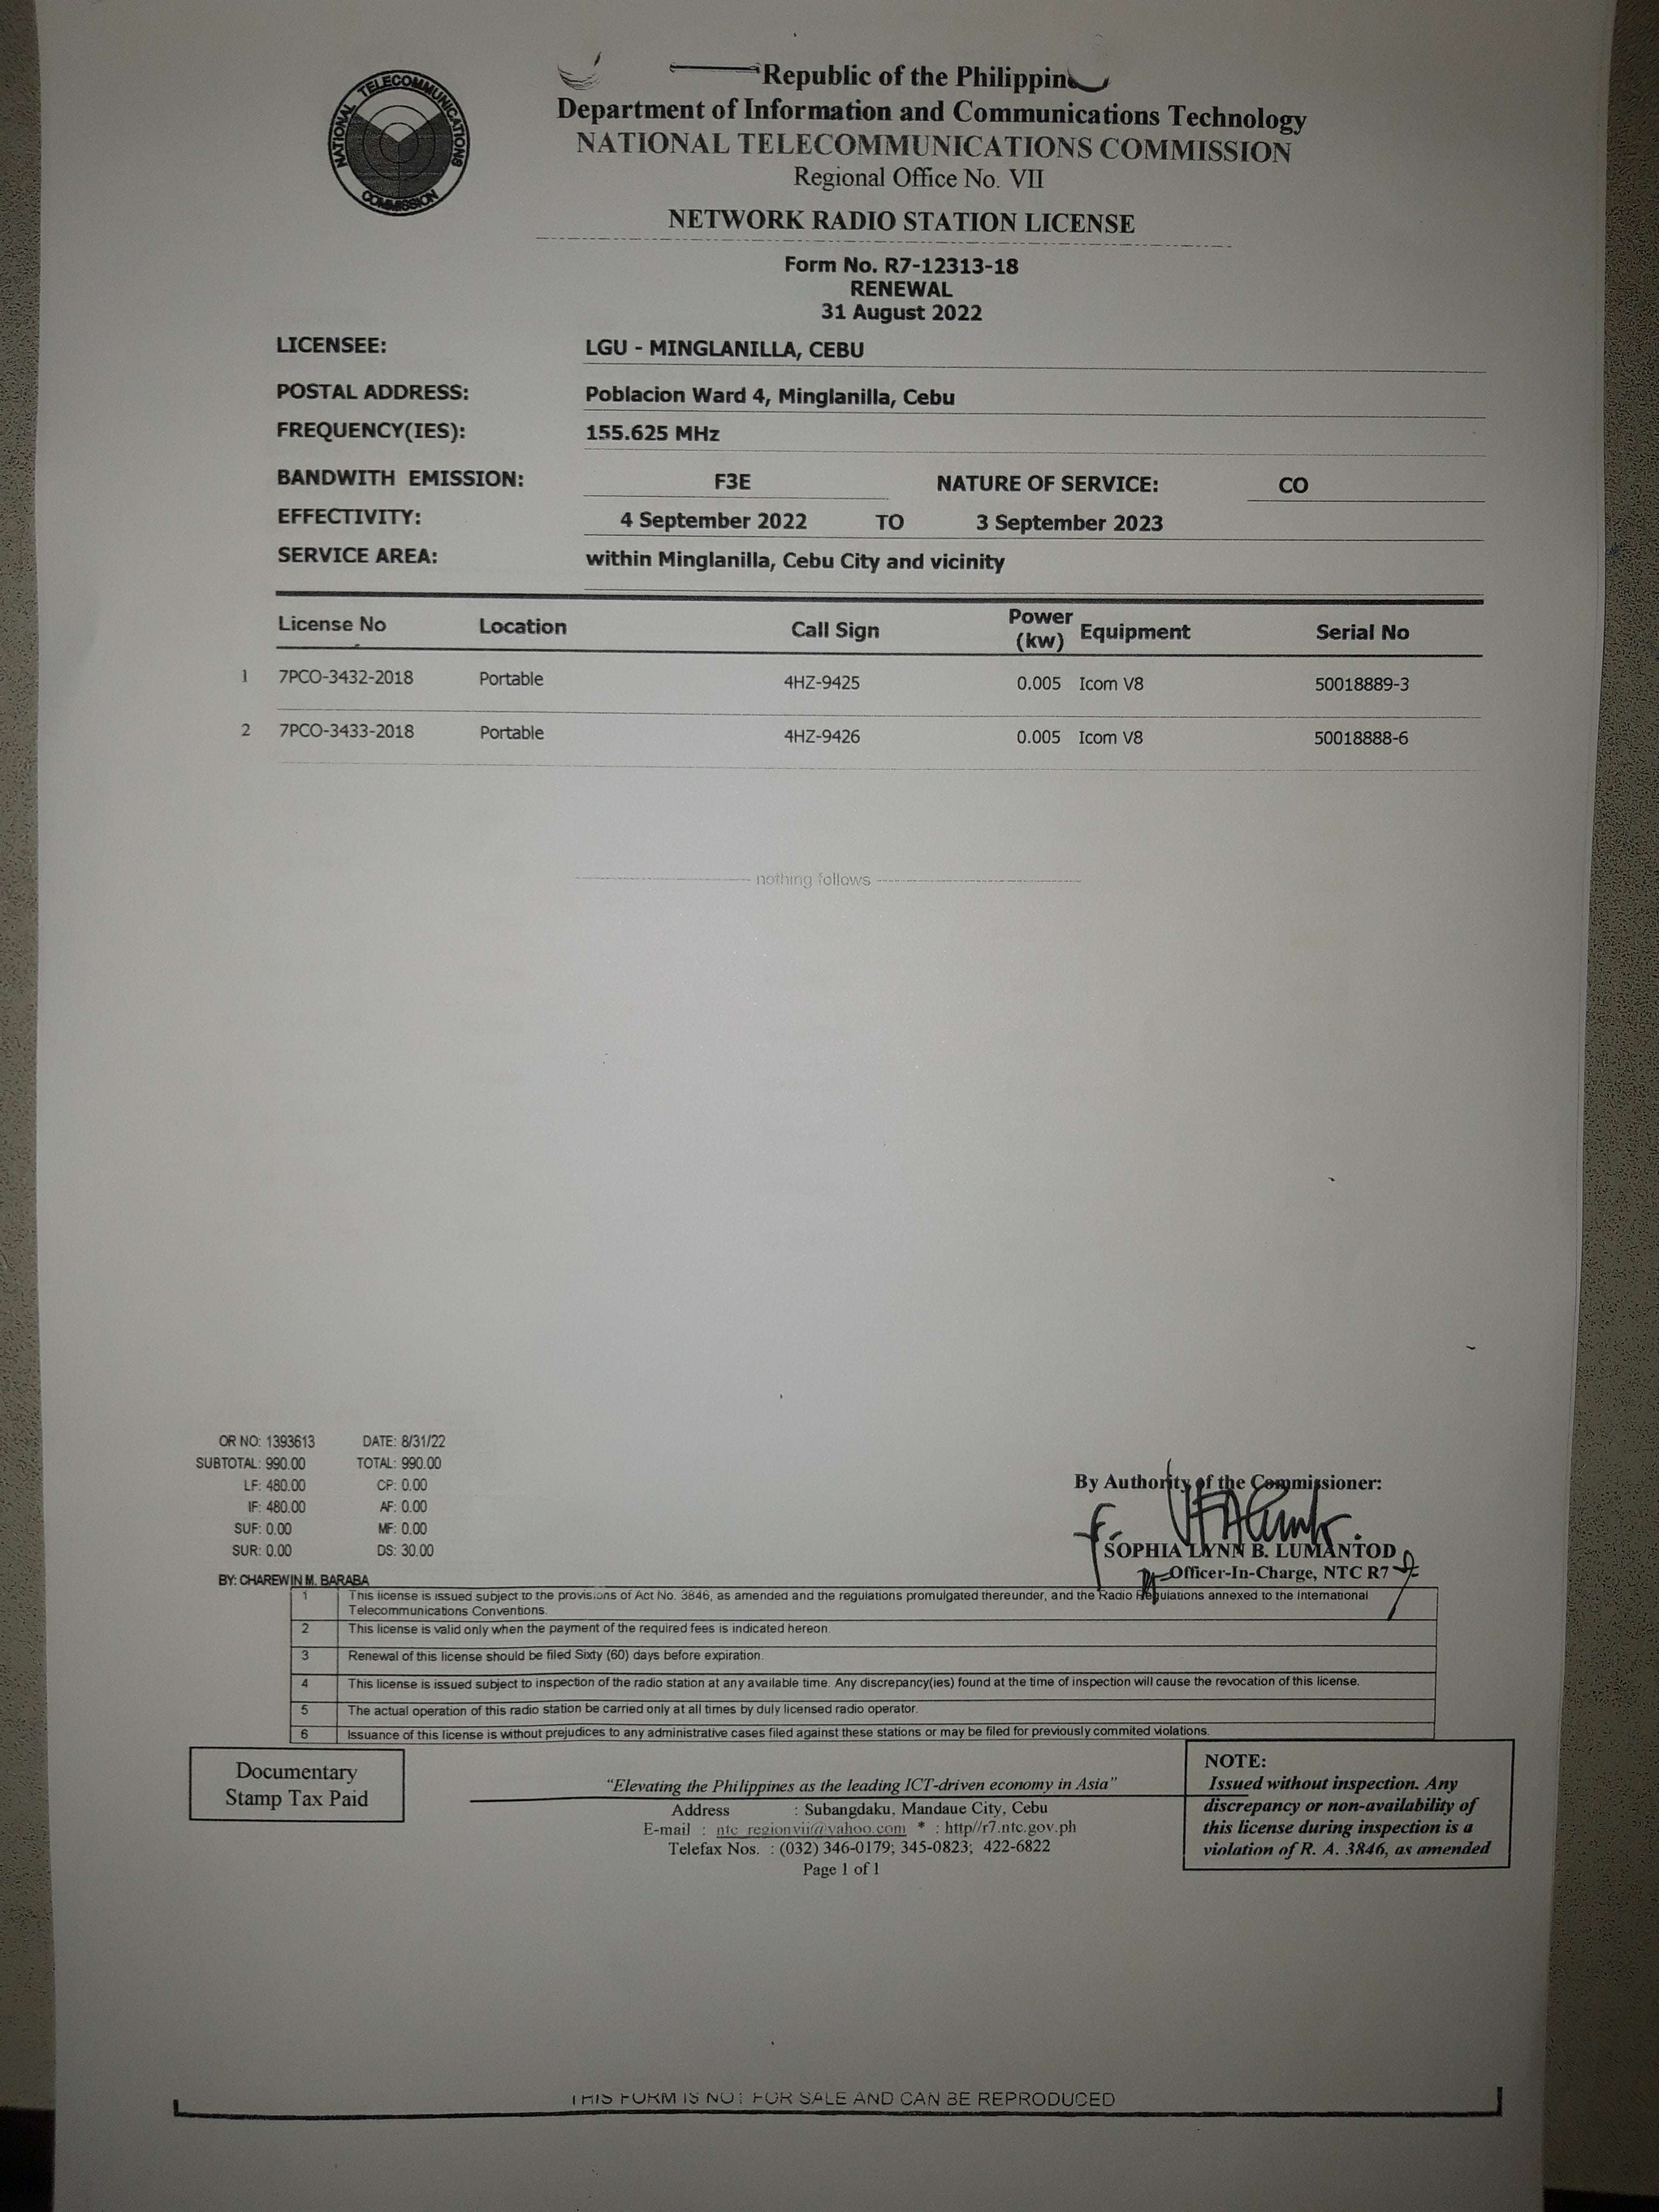 NATIONAL TELECOMMUNICATIONS COMMISSION
Republic of the Philippin
Department of Information and Communications Technology
NATIONAL TELECOMMUNICATIONS COMMISSION
Regional Office No. VII
NETWORK RADIO STATION LICENSE
Form No. R7-12313-18
RENEWAL
31 August 2022
LICENSEE: LGU - MINGLANILLA, CEBU
POSTAL ADDRESS: Poblacion Ward 4, Minglanilla, Cebu
FREQUENCY(IES): 155.625 MHz
BANDWITH EMISSION: F3E NATURE OF SERVICE: CO
EFFECTIVITY: 4 September 2022 TO 3 September 2023
SERVICE AREA: within Minglanilla, Cebu City and vicinity
License No Location Call Sign Power (kw) Equipment Serial No
1 7PCO-3432-2018 Portable 4HZ-9425 0.005 Icom V8 50018889-3
2 7PCO-3433-2018 Portable 4HZ-9426 0.005 Icom V8 50018888-6
nothing follows
OR NO: 1393613 DATE: 8/31/22
SUBTOTAL: 990.00 TOTAL: 990.00
LF: 480.00 CP: 0.00
IF: 480.00 AF: 0.00
SUF: 0.00 MF: 0.00
SUR: 0.00 DS: 30.00
BY: CHAREWIN M. BARABA
By Authority of the Commissioner:
SOPHIA LYNN B. LUMANTOD
Officer-In-Charge, NTC R7
1 This license is issued subject to the provisions of Act No. 3846, as amended and the regulations promulgated thereunder, and the Radio Regulations annexed to the International
Telecommunications Conventions.
2 This license is valid only when the payment of the required fees is indicated hereon.
3 Renewal of this license should be filed Sixty (60) days before expiration.
4 This license is issued subject to inspection of the radio station at any available time. Any discrepancy(ies) found at the time of inspection will cause the revocation of this license.
5 The actual operation of this radio station be carried only at all times by duly licensed radio operator.
6 Issuance of this license is without prejudices to any administrative cases filed against these stations or may be filed for previously commited violations.
Documentary
Stamp Tax Paid
"Elevating the Philippines as the leading ICT-driven economy in Asia"
Address : Subangdaku, Mandaue City, Cebu
E-mail : ntc_regionvii@yahoo.com * : http//r7.ntc.gov.ph
Telefax Nos. : (032) 346-0179; 345-0823; 422-6822
Page 1 of 1
NOTE:
Issued without inspection. Any
discrepancy or non-availability of
this license during inspection is a
violation of R. A. 3846, as amended
THIS FORM IS NOT FOR SALE AND CAN BE REPRODUCED